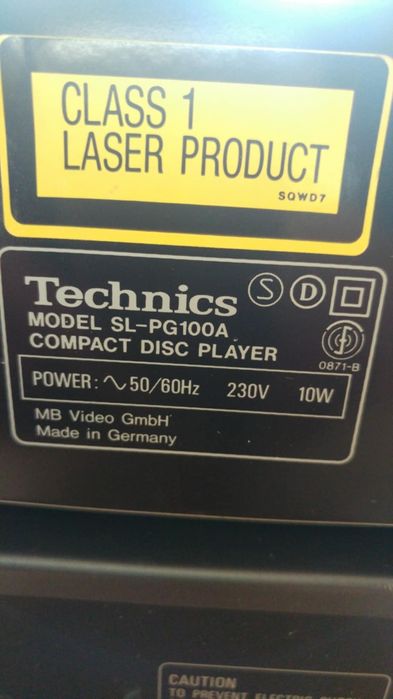 CLASS 1
LASER PRODUCT
SQWD7
Technics S D
MODEL SL-PG100A
COMPACT DISC PLAYER
0871-B
POWER: ∿ 50/60Hz 230V 10W
MB Video GmbH
Made in Germany
CAUTION
TO PREVENT ELECTRIC